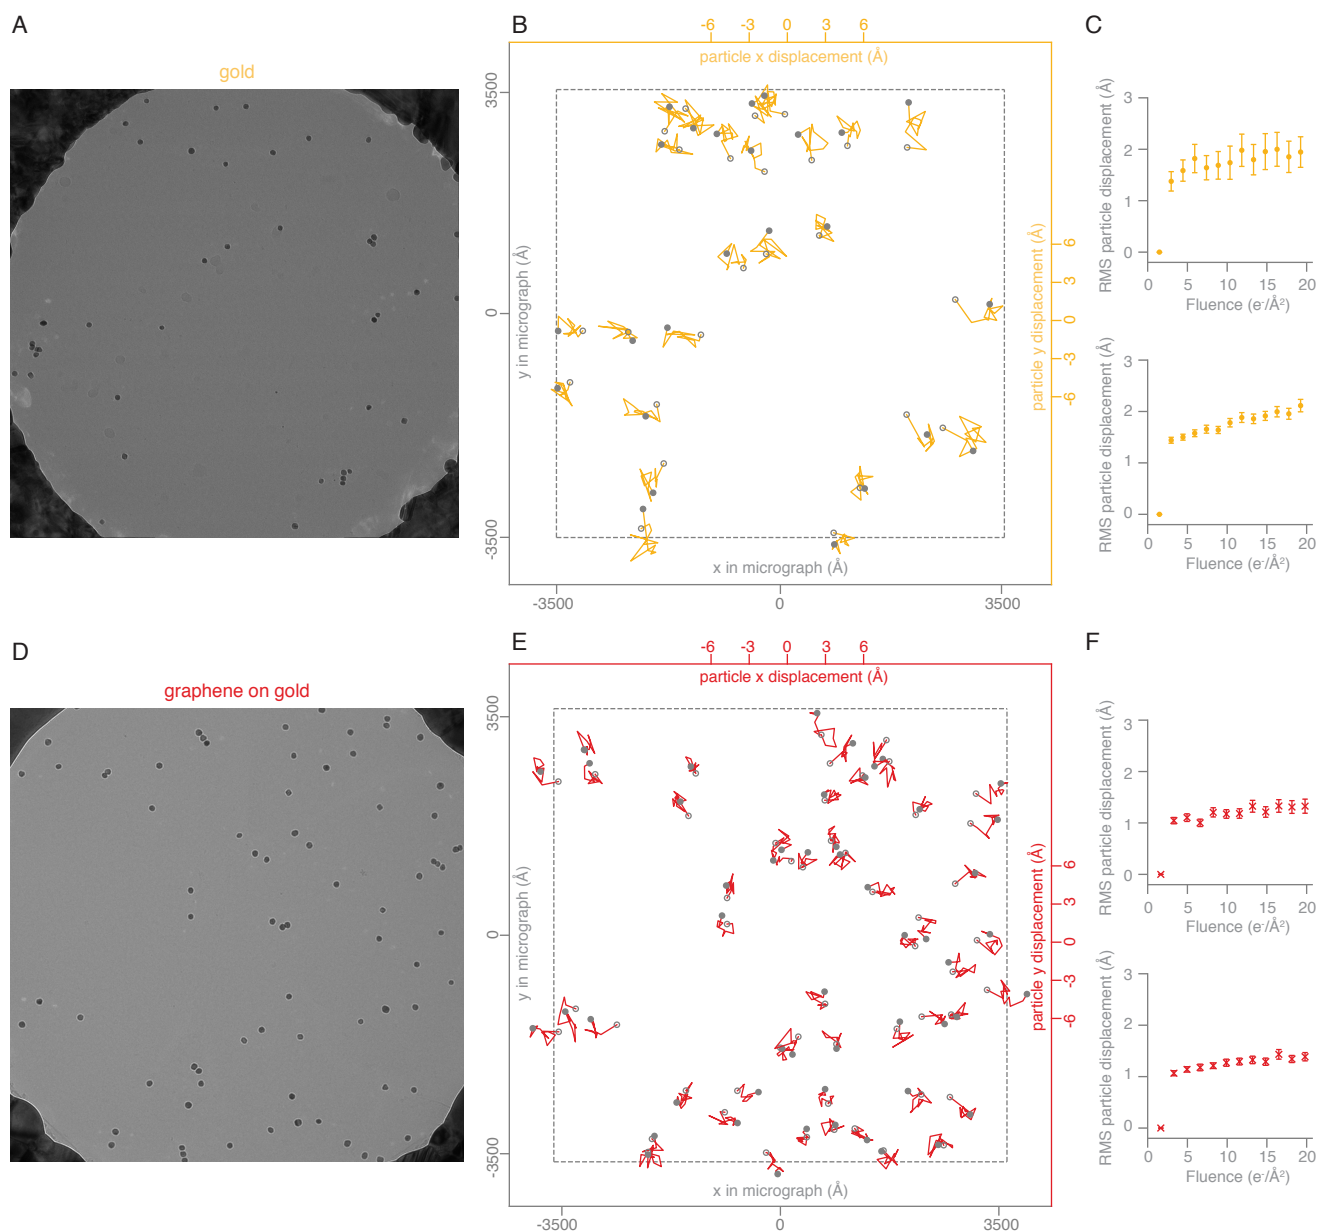 A
gold
B
-6 -3 0 3 6
particle x displacement (Å)
3500
0
-3500
y in micrograph (Å)
6
3
0
-3
-6
particle y displacement (Å)
x in micrograph (Å)
-3500 0 3500
C
RMS particle displacement (Å)
3
2
1
0
0 5 10 15 20
Fluence (e-/Å²)
RMS particle displacement (Å)
3
2
1
0
0 5 10 15 20
Fluence (e-/Å²)
D
graphene on gold
E
-6 -3 0 3 6
particle x displacement (Å)
3500
0
-3500
y in micrograph (Å)
6
3
0
-3
-6
particle y displacement (Å)
x in micrograph (Å)
-3500 0 3500
F
RMS particle displacement (Å)
3
2
1
0
0 5 10 15 20
Fluence (e-/Å²)
RMS particle displacement (Å)
3
2
1
0
0 5 10 15 20
Fluence (e-/Å²)